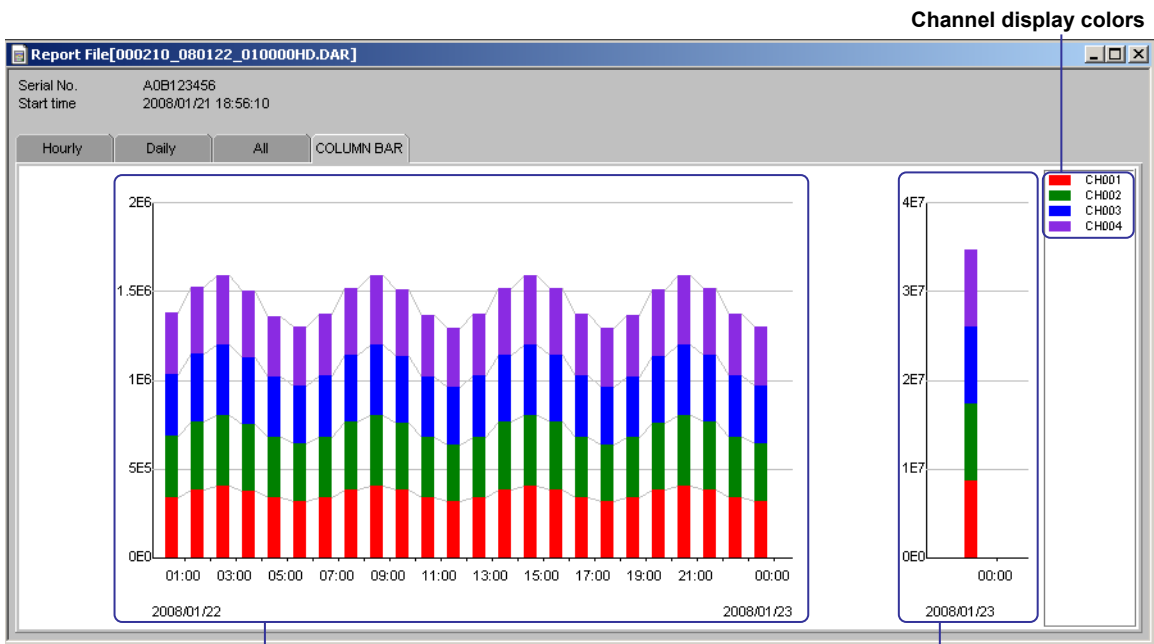 Channel display colors
Report File[000210_080122_010000HD.DAR]
Serial No. A0B123456
Start time 2008/01/21 18:56:10
Hourly Daily All COLUMN BAR
2E6
1.5E6
1E6
5E5
0E0
01:00 03:00 05:00 07:00 09:00 11:00 13:00 15:00 17:00 19:00 21:00 00:00
2008/01/22 2008/01/23
4E7
3E7
2E7
1E7
0E0
00:00
2008/01/23
CH001
CH002
CH003
CH004